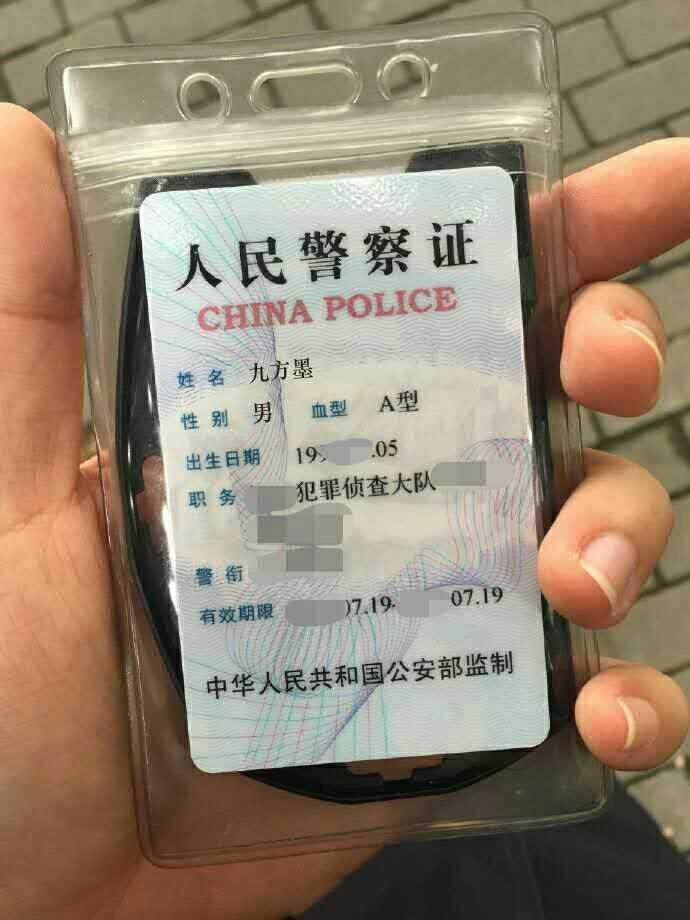 人民警察证
CHINA POLICE
姓名 九方墨
性别 男 血型 A型
出生日期 19 .05
职务 犯罪侦查大队
警衔
有效期限 07.19- 07.19
中华人民共和国公安部监制